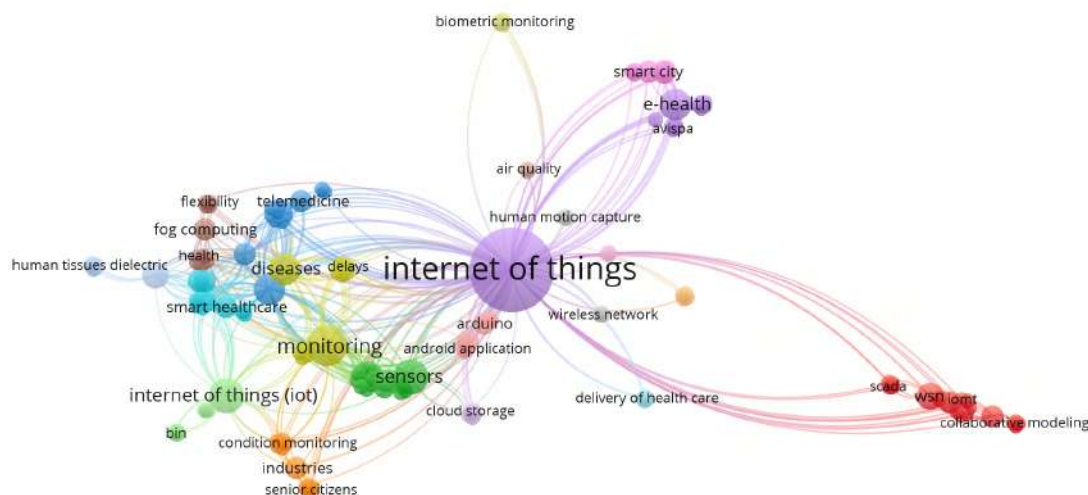 biometric monitoring
smart city
e-health
avispa
air quality
flexibility
telemedicine
human motion capture
fog computing
health
human tissues dielectric
diseases
delays
internet of things
smart healthcare
wireless network
arduino
monitoring
android application
sensors
scada
internet of things (iot)
wsn
iomt
delivery of health care
cloud storage
collaborative modeling
bin
condition monitoring
industries
senior citizens